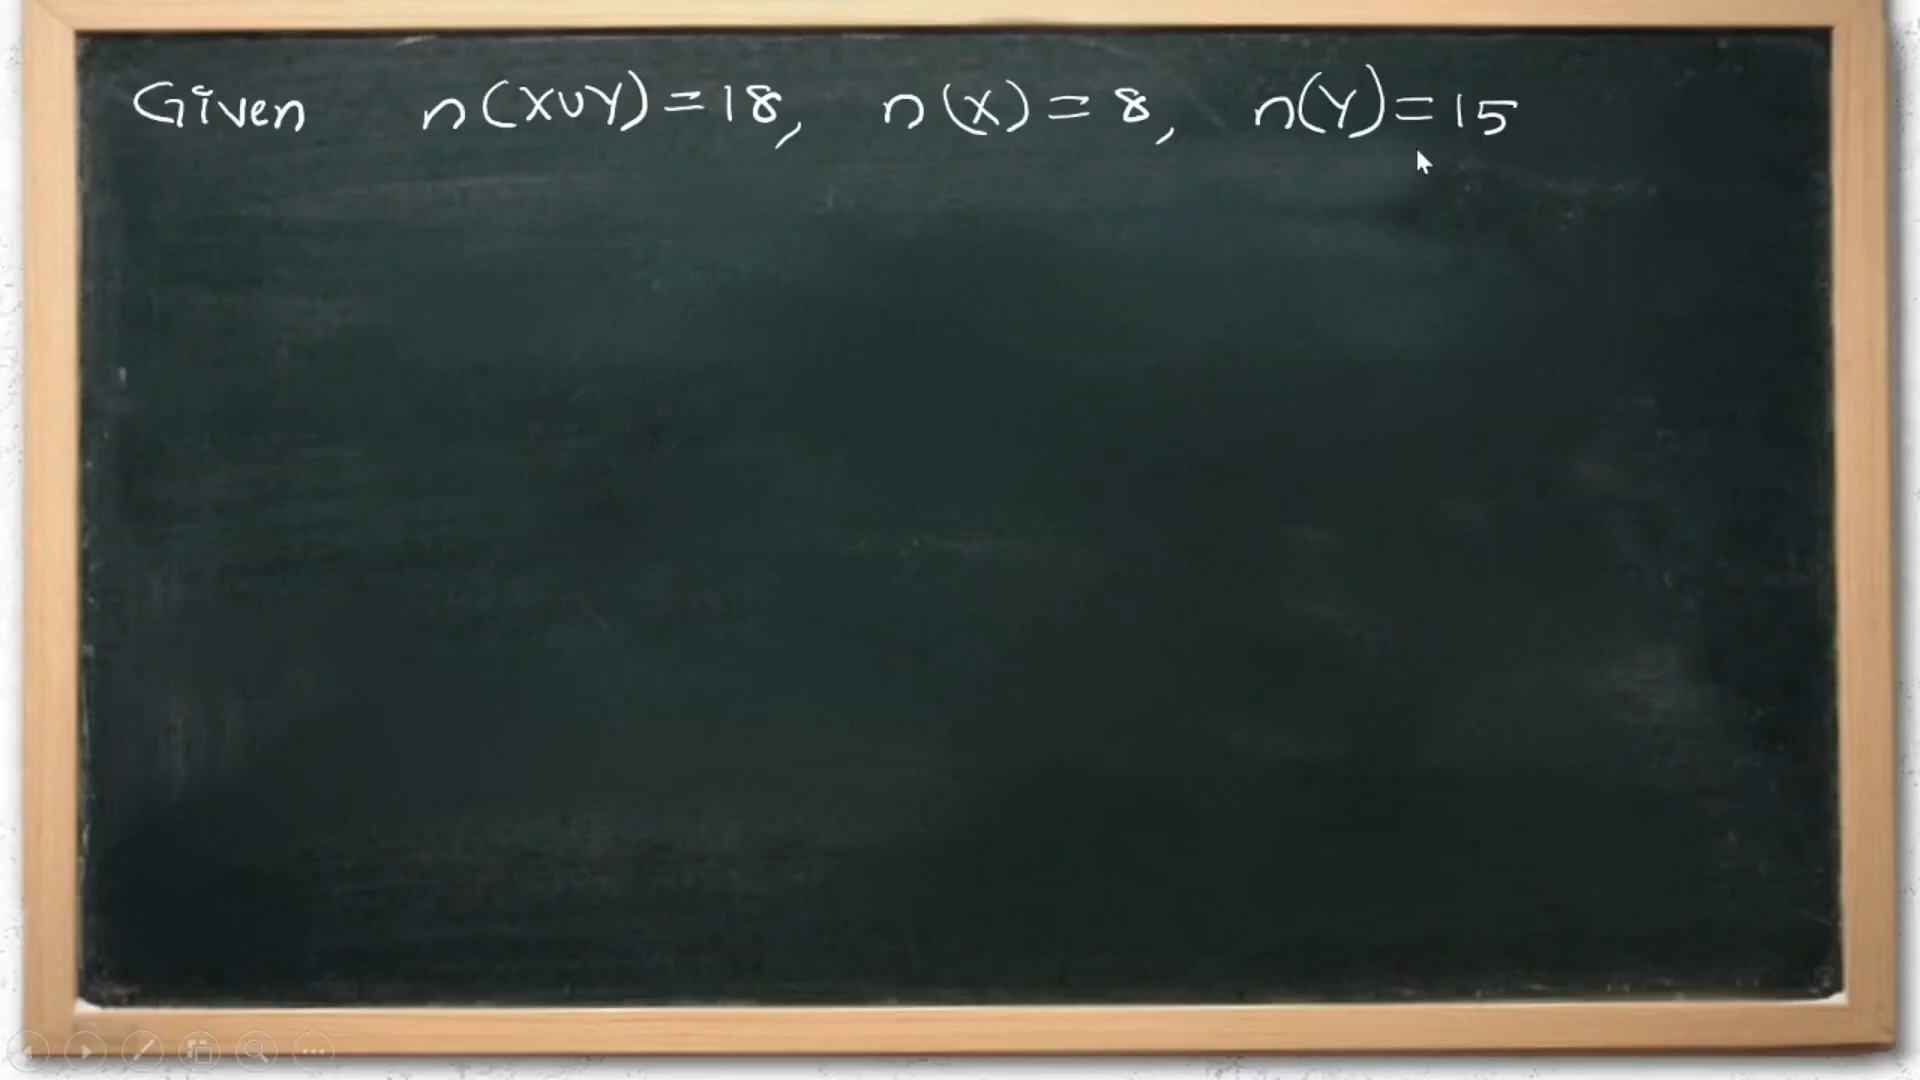 Given n(X∪Y) = 18, n(X) = 8, n(Y) = 15